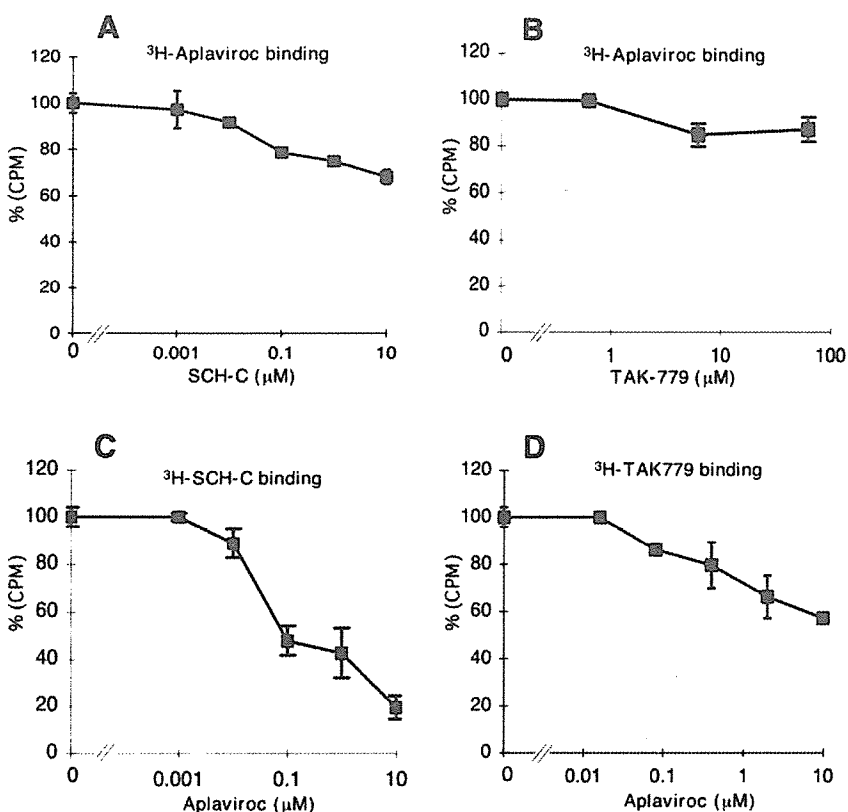 A
³H-Aplaviroc binding
120
100
80
60
40
20
0
% (CPM)
0 0.001 0.1 10
SCH-C (µM)
B
³H-Aplaviroc binding
120
100
80
60
40
20
0
% (CPM)
0 1 10 100
TAK-779 (µM)
C
³H-SCH-C binding
120
100
80
60
40
20
0
% (CPM)
0 0.001 0.1 10
Aplaviroc (µM)
D
³H-TAK779 binding
120
100
80
60
40
20
0
% (CPM)
0 0.01 0.1 1 10
Aplaviroc (µM)